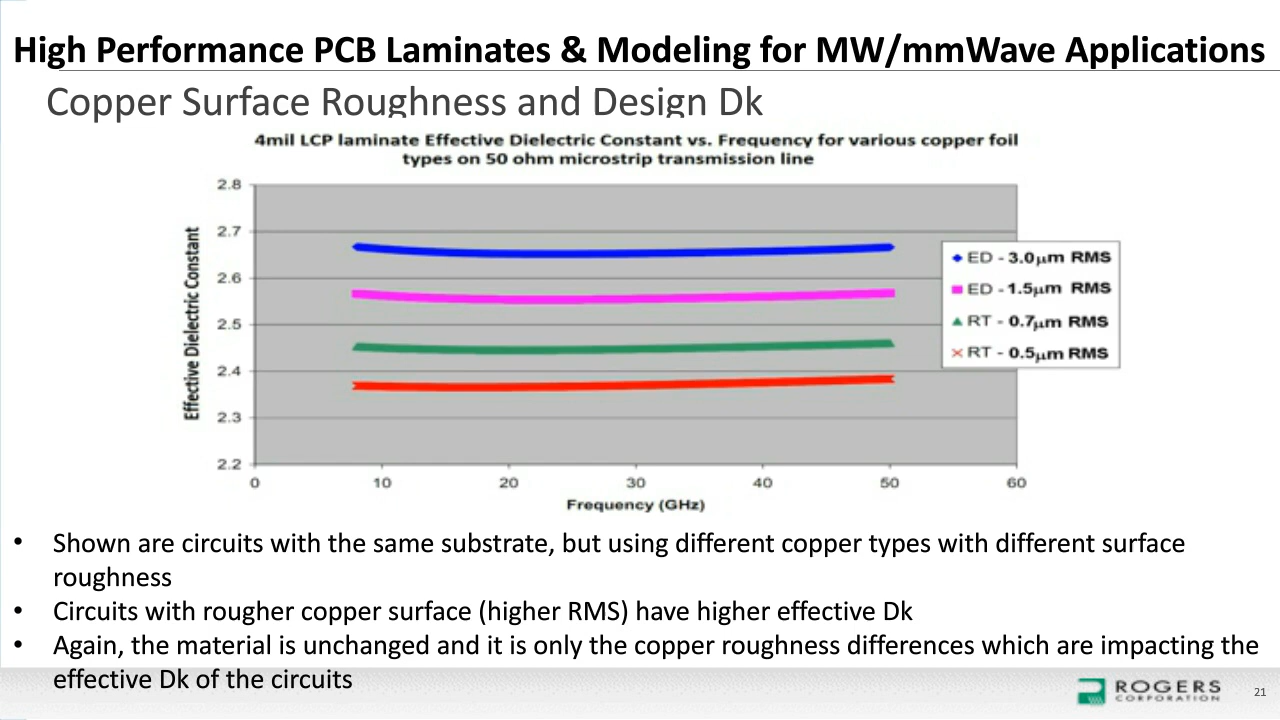 High Performance PCB Laminates & Modeling for MW/mmWave Applications
Copper Surface Roughness and Design Dk
4mil LCP laminate Effective Dielectric Constant vs. Frequency for various copper foil
types on 50 ohm microstrip transmission line
Effective Dielectric Constant
2.8
2.7
2.6
2.5
2.4
2.3
2.2
0 10 20 30 40 50 60
Frequency (GHz)
ED - 3.0µm RMS
ED - 1.5µm RMS
RT - 0.7µm RMS
RT - 0.5µm RMS
• Shown are circuits with the same substrate, but using different copper types with different surface
roughness
• Circuits with rougher copper surface (higher RMS) have higher effective Dk
• Again, the material is unchanged and it is only the copper roughness differences which are impacting the
effective Dk of the circuits
ROGERS
CORPORATION
21